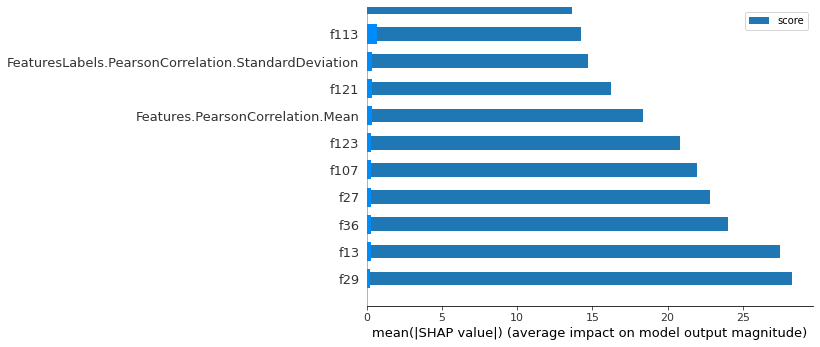 score
f113
FeaturesLabels.PearsonCorrelation.StandardDeviation
f121
Features.PearsonCorrelation.Mean
f123
f107
f27
f36
f13
f29
0 5 10 15 20 25
mean(|SHAP value|) (average impact on model output magnitude)